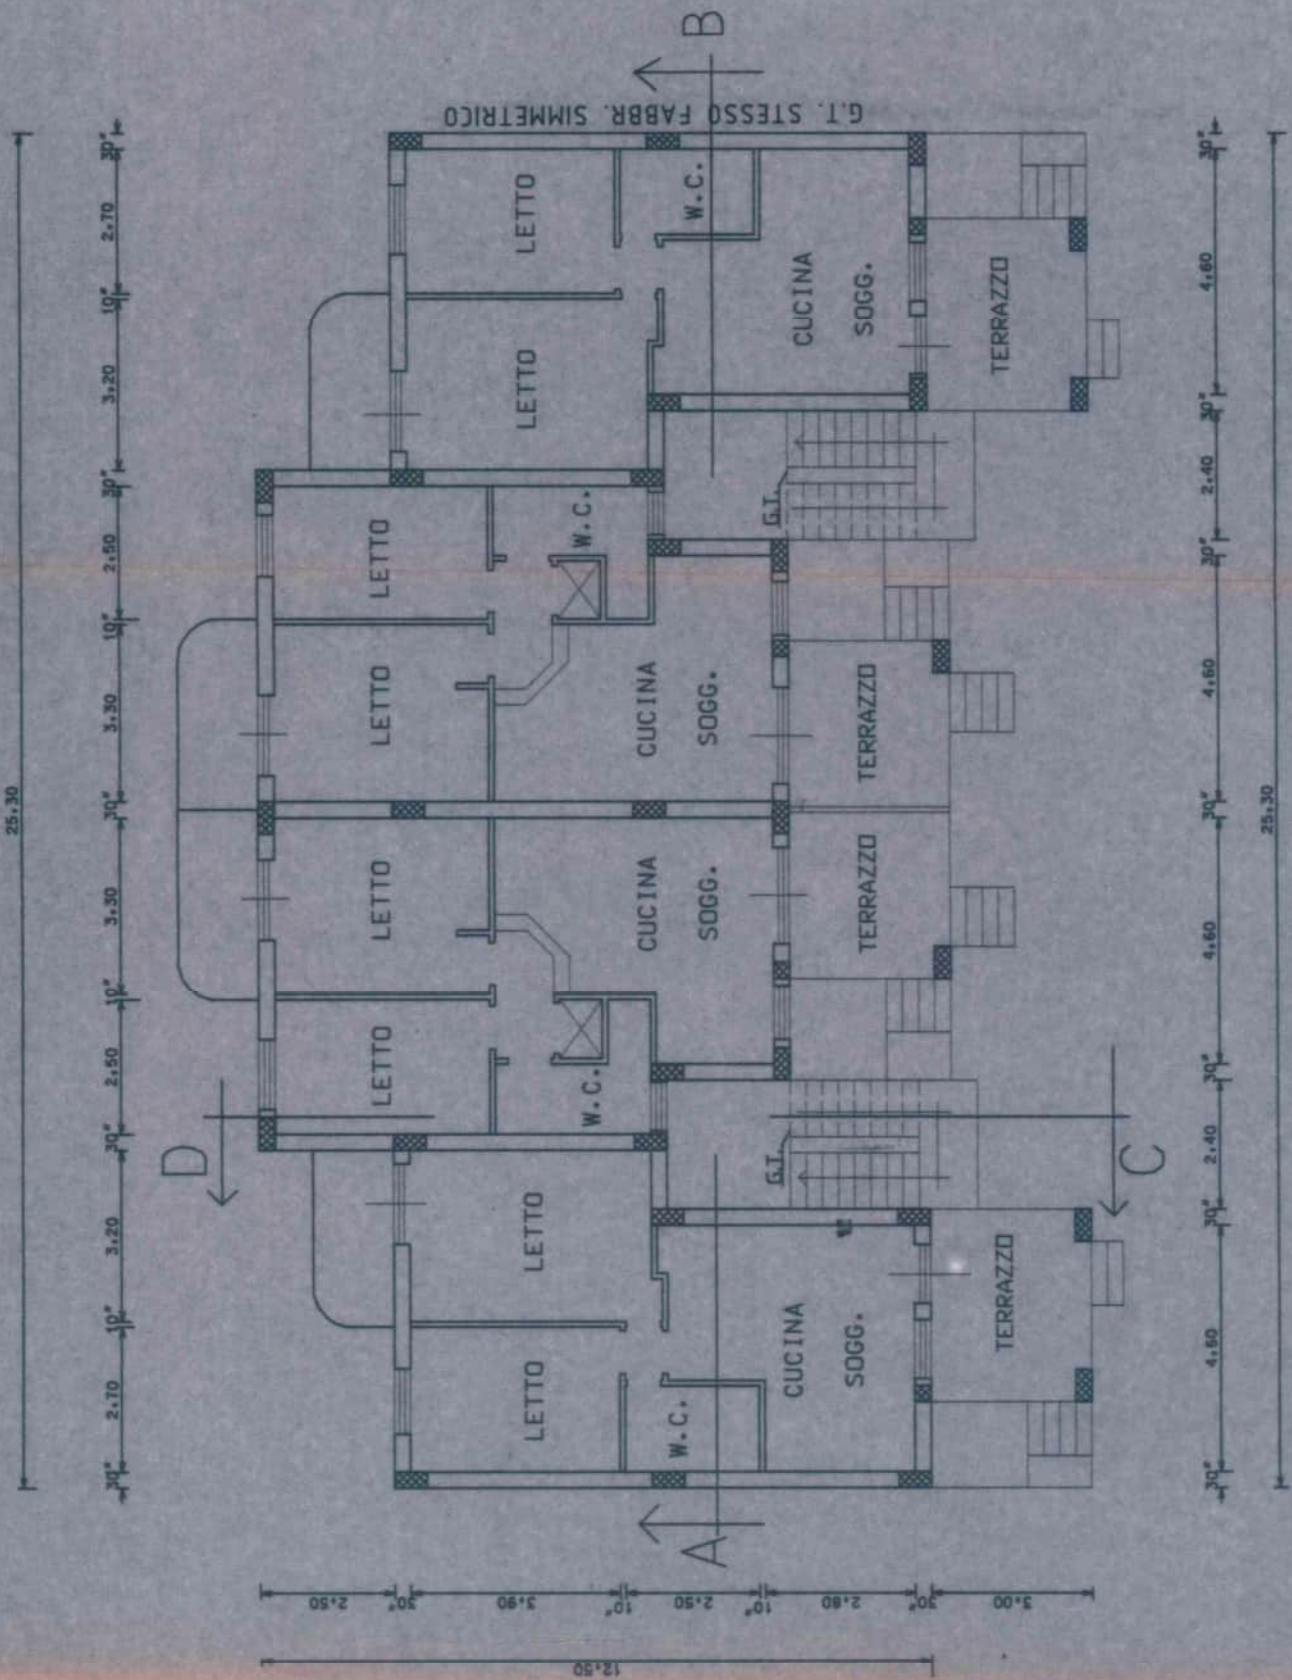 25.30
30" 2.70 10" 3.20 30" 2.50 10" 3.30 30" 3.30 10" 2.50 30" 3.20 10" 2.70 30"
D
LETTO LETTO LETTO LETTO
LETTO LETTO LETTO LETTO
W.C. W.C.
W.C. W.C.
CUCINA CUCINA
SOGG. SOGG.
A B
G.T. G.T.
CUCINA CUCINA
SOGG. SOGG.
TERRAZZO TERRAZZO
TERRAZZO TERRAZZO
C
G.T. STESSO FABBR. SIMMETRICO
12.50
2.50 30" 3.90 10" 2.50 10" 2.80 30" 3.00
30" 4.60 30" 2.40 30" 4.60 30" 4.60 30" 2.40 30" 4.60 30"
25.30